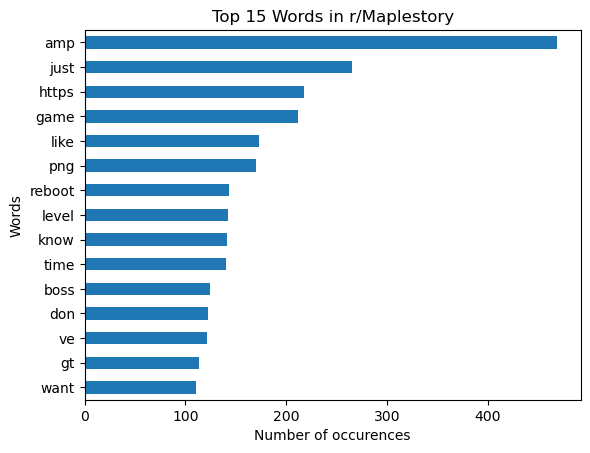 Top 15 Words in r/Maplestory
Words
amp
just
https
game
like
png
reboot
level
know
time
boss
don
ve
gt
want
0 100 200 300 400
Number of occurences